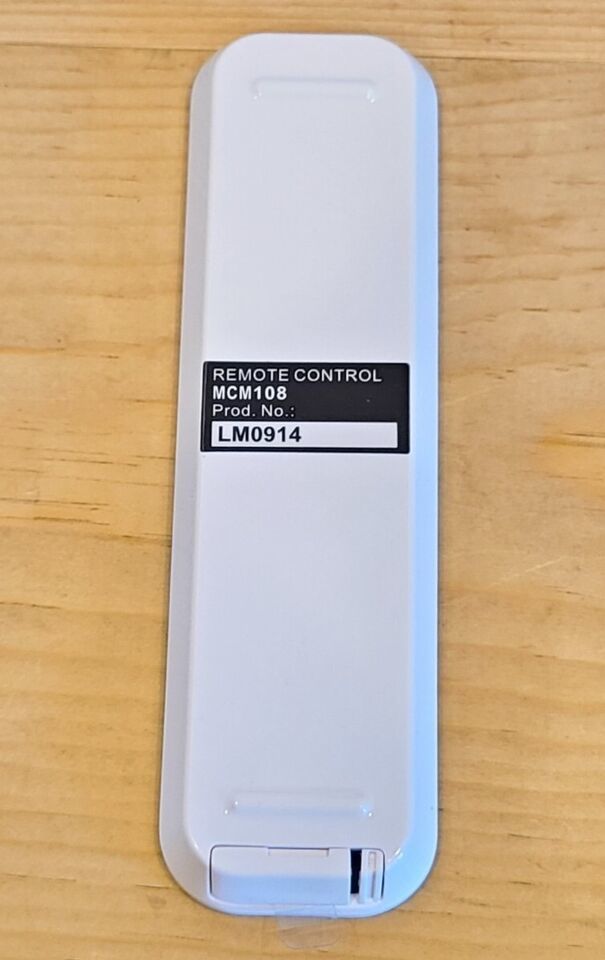 REMOTE CONTROL
MCM108
Prod. No.:
LM0914